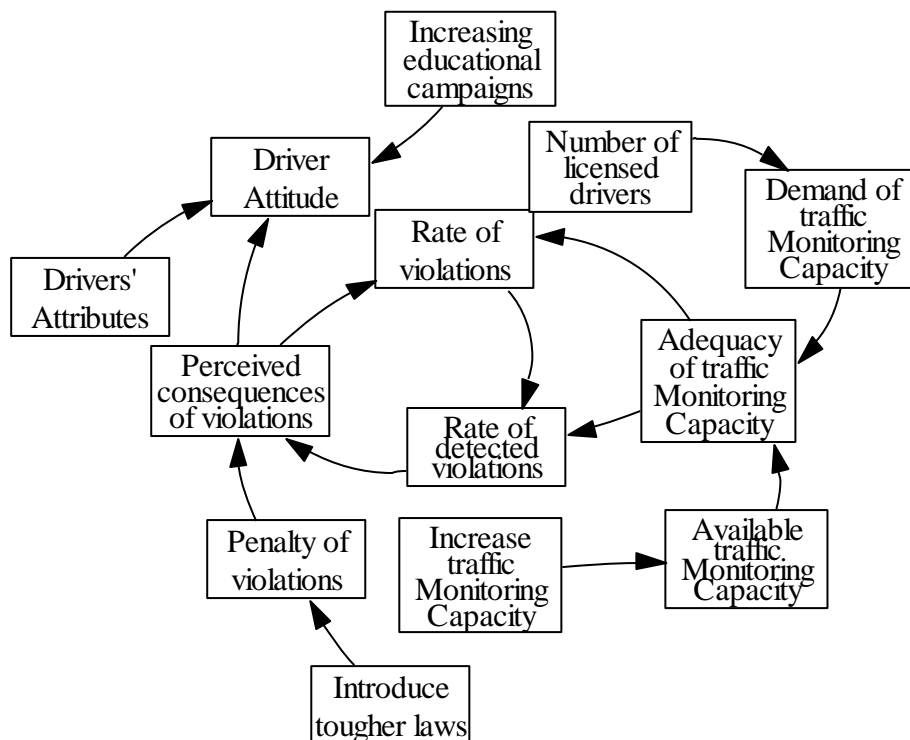 Increasing
educational
campaigns
Driver
Attitude
Number of
licensed
drivers
Demand of
traffic
Monitoring
Capacity
Rate of
violations
Drivers'
Attributes
Perceived
consequences
of violations
Adequacy
of traffic
Monitoring
Capacity
Rate of
detected
violations
Penalty of
violations
Increase
traffic
Monitoring
Capacity
Available
traffic
Monitoring
Capacity
Introduce
tougher laws